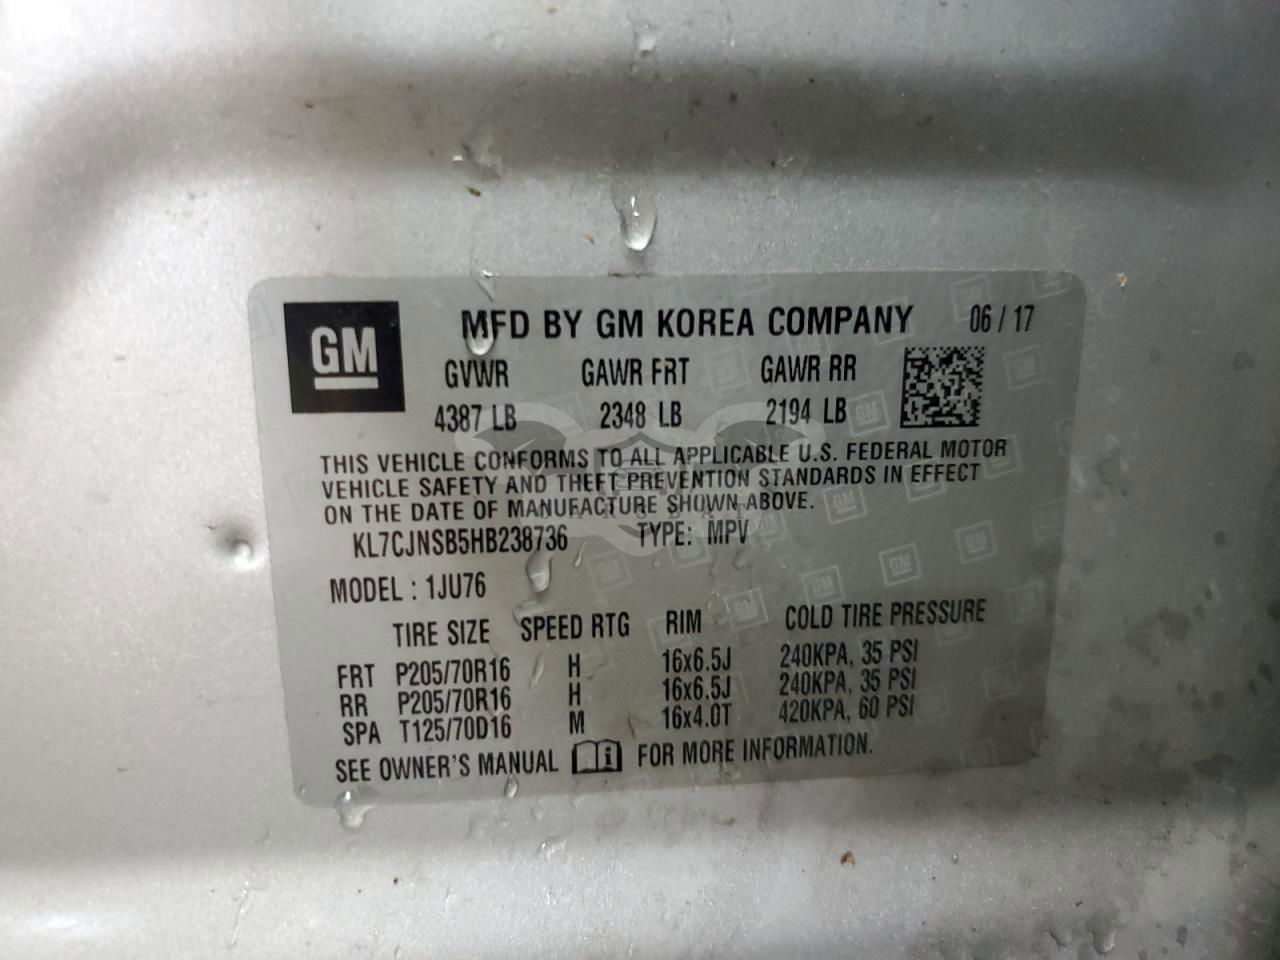 GM MFD BY GM KOREA COMPANY 06 / 17
GVWR GAWR FRT GAWR RR
4387 LB 2348 LB 2194 LB
THIS VEHICLE CONFORMS TO ALL APPLICABLE U.S. FEDERAL MOTOR
VEHICLE SAFETY AND THEFT PREVENTION STANDARDS IN EFFECT
ON THE DATE OF MANUFACTURE SHOWN ABOVE.
KL7CJNSB5HB238736 TYPE: MPV
MODEL : 1JU76
TIRE SIZE SPEED RTG RIM COLD TIRE PRESSURE
FRT P205/70R16 H 16x6.5J 240KPA, 35 PSI
RR P205/70R16 H 16x6.5J 240KPA, 35 PSI
SPA T125/70D16 M 16x4.0T 420KPA, 60 PSI
SEE OWNER'S MANUAL FOR MORE INFORMATION.